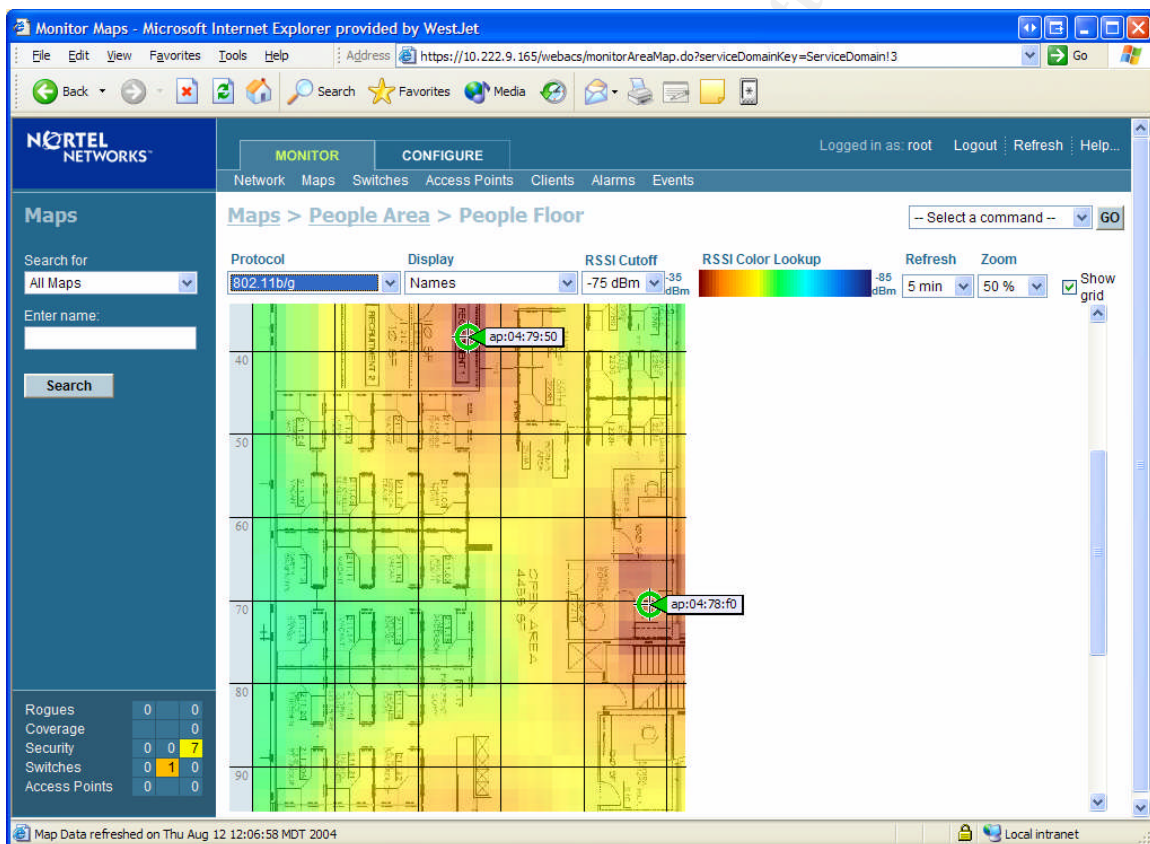 Monitor Maps - Microsoft Internet Explorer provided by WestJet
File Edit View Favorites Tools Help Address https://10.222.9.165/webacs/monitorAreaMap.do?serviceDomainKey=ServiceDomain!3 Go
Back Search Favorites Media
NORTEL NETWORKS
MONITOR CONFIGURE
Logged in as: root Logout Refresh Help...
Network Maps Switches Access Points Clients Alarms Events
Maps
Maps > People Area > People Floor
-- Select a command -- GO
Search for
All Maps
Enter name:
Search
Protocol Display RSSI Cutoff RSSI Color Lookup Refresh Zoom
802.11b/g Names -75 dBm -35 dBm -85 dBm 5 min 50 % Show grid
RECRUITMENT 2
ap:04:79:50
40
50
60
OPEN AREA
4456 SF
70
ap:04:78:f0
80
90
Rogues 0 0
Coverage 0
Security 0 0 7
Switches 0 1 0
Access Points 0 0
Map Data refreshed on Thu Aug 12 12:06:58 MDT 2004
Local intranet